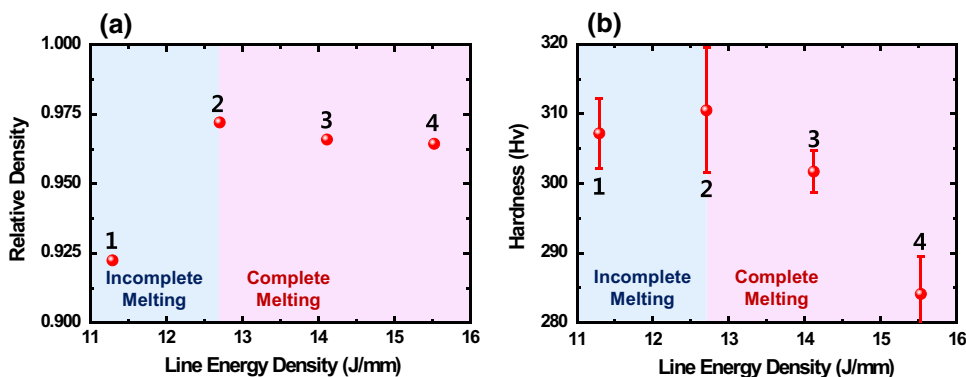 (a)
1.000
0.975
0.950
0.925
0.900
Relative Density
1
2
3
4
Incomplete
Melting
Complete
Melting
11 12 13 14 15 16
Line Energy Density (J/mm)
(b)
320
310
300
290
280
Hardness (Hv)
1
2
3
4
Incomplete
Melting
Complete
Melting
11 12 13 14 15 16
Line Energy Density (J/mm)